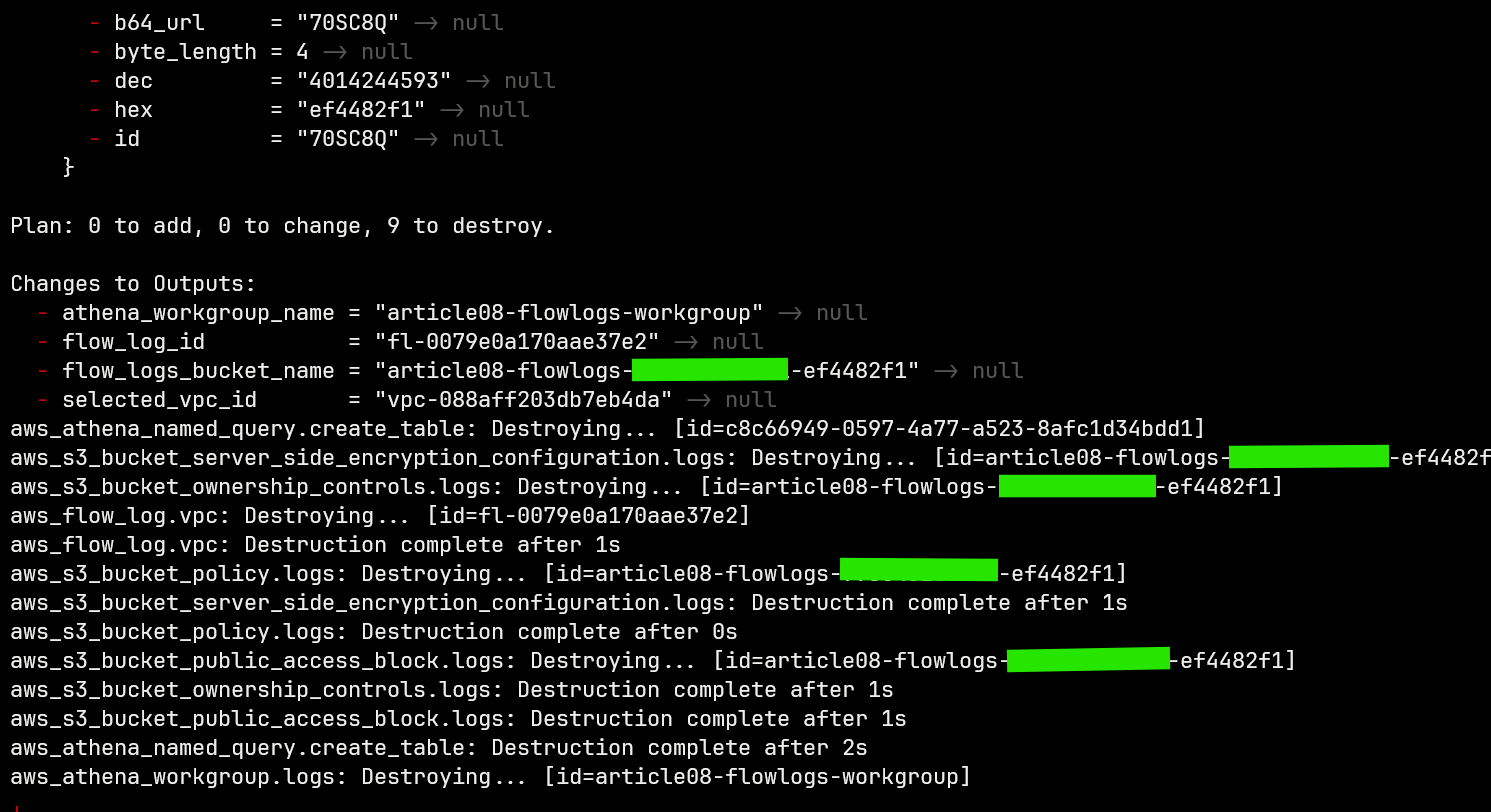 - b64_url     = "70SC8Q" -> null
- byte_length = 4 -> null
- dec         = "4014244593" -> null
- hex         = "ef4482f1" -> null
- id          = "70SC8Q" -> null
}
Plan: 0 to add, 0 to change, 9 to destroy.
Changes to Outputs:
- athena_workgroup_name = "article08-flowlogs-workgroup" -> null
- flow_log_id           = "fl-0079e0a170aae37e2" -> null
- flow_logs_bucket_name = "article08-flowlogs- -ef4482f1" -> null
- selected_vpc_id       = "vpc-088aff203db7eb4da" -> null
aws_athena_named_query.create_table: Destroying... [id=c8c66949-0597-4a77-a523-8afc1d34bdd1]
aws_s3_bucket_server_side_encryption_configuration.logs: Destroying... [id=article08-flowlogs- -ef4482f
aws_s3_bucket_ownership_controls.logs: Destroying... [id=article08-flowlogs- -ef4482f1]
aws_flow_log.vpc: Destroying... [id=fl-0079e0a170aae37e2]
aws_flow_log.vpc: Destruction complete after 1s
aws_s3_bucket_policy.logs: Destroying... [id=article08-flowlogs- -ef4482f1]
aws_s3_bucket_server_side_encryption_configuration.logs: Destruction complete after 1s
aws_s3_bucket_policy.logs: Destruction complete after 0s
aws_s3_bucket_public_access_block.logs: Destroying... [id=article08-flowlogs- -ef4482f1]
aws_s3_bucket_ownership_controls.logs: Destruction complete after 1s
aws_s3_bucket_public_access_block.logs: Destruction complete after 1s
aws_athena_named_query.create_table: Destruction complete after 2s
aws_athena_workgroup.logs: Destroying... [id=article08-flowlogs-workgroup]